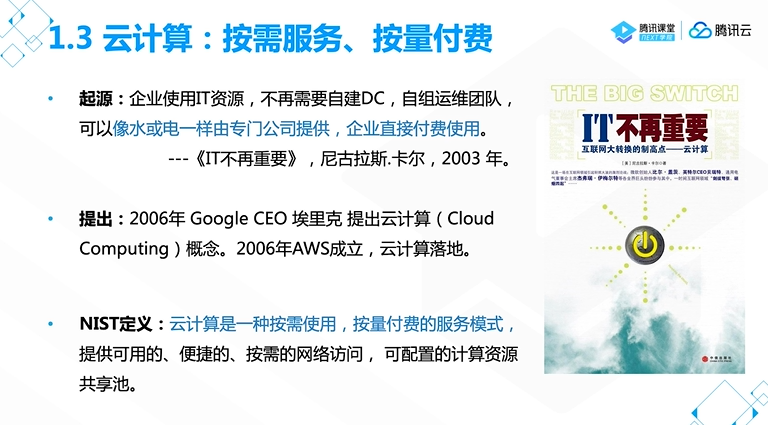 1.3 云计算：按需服务、按量付费
腾讯课堂
NEXT学院
腾讯云
• 起源：企业使用IT资源，不再需要自建DC，自组运维团队，
可以像水或电一样由专门公司提供，企业直接付费使用。
---《IT不再重要》，尼古拉斯.卡尔，2003 年。
• 提出：2006年 Google CEO 埃里克 提出云计算（Cloud
Computing）概念。2006年AWS成立，云计算落地。
• NIST定义：云计算是一种按需使用，按量付费的服务模式，
提供可用的、便捷的、按需的网络访问， 可配置的计算资源
共享池。
THE BIG SWITCH
IT不再重要
互联网大转换的制高点——云计算